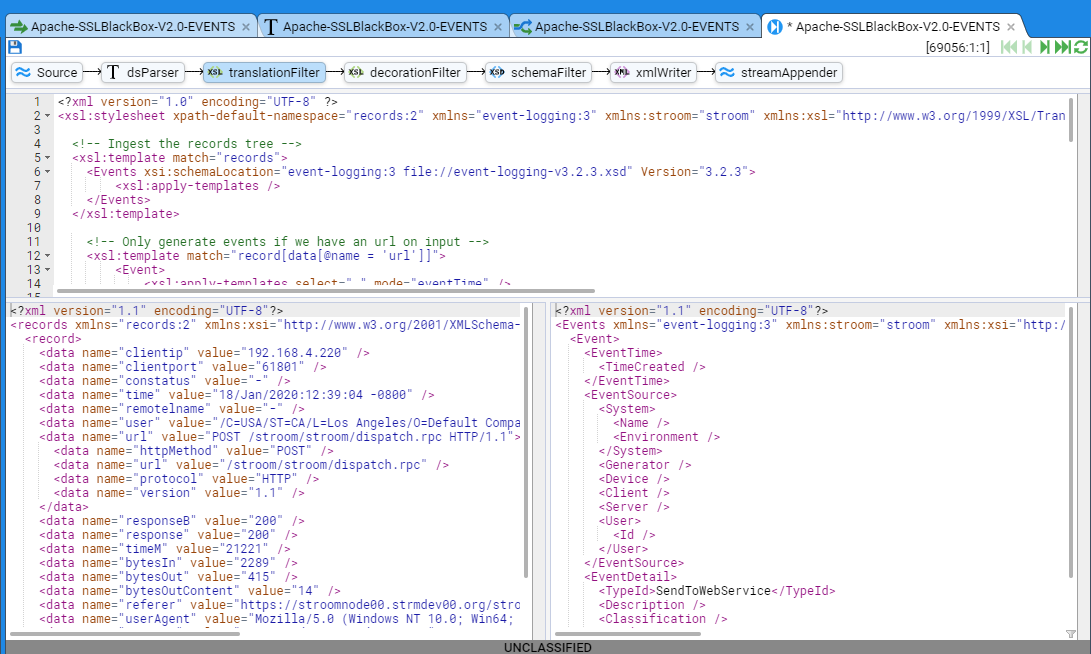 Apache-SSLBlackBox-V2.0-EVENTS × T Apache-SSLBlackBox-V2.0-EVENTS × Apache-SSLBlackBox-V2.0-EVENTS × * Apache-SSLBlackBox-V2.0-EVENTS ×
[69056:1:1]
Source T dsParser XSL translationFilter XSL decorationFilter XSD schemaFilter XML xmlWriter streamAppender
1 <?xml version="1.0" encoding="UTF-8" ?>
2 <xsl:stylesheet xpath-default-namespace="records:2" xmlns="event-logging:3" xmlns:stroom="stroom" xmlns:xsl="http://www.w3.org/1999/XSL/Tran
3
4 <!-- Ingest the records tree -->
5 <xsl:template match="records">
6 <Events xsi:schemaLocation="event-logging:3 file://event-logging-v3.2.3.xsd" Version="3.2.3">
7 <xsl:apply-templates />
8 </Events>
9 </xsl:template>
10
11 <!-- Only generate events if we have an url on input -->
12 <xsl:template match="record[data[@name = 'url']]">
13 <Event>
14 <xsl:apply-templates select="." mode="eventTime" />
15
<?xml version="1.1" encoding="UTF-8"?>
<records xmlns="records:2" xmlns:xsi="http://www.w3.org/2001/XMLSchema-
<record>
<data name="clientip" value="192.168.4.220" />
<data name="clientport" value="61801" />
<data name="constatus" value="-" />
<data name="time" value="18/Jan/2020:12:39:04 -0800" />
<data name="remotelname" value="-" />
<data name="user" value="/C=USA/ST=CA/L=Los Angeles/O=Default Compa
<data name="url" value="POST /stroom/stroom/dispatch.rpc HTTP/1.1">
<data name="httpMethod" value="POST" />
<data name="url" value="/stroom/stroom/dispatch.rpc" />
<data name="protocol" value="HTTP" />
<data name="version" value="1.1" />
</data>
<data name="responseB" value="200" />
<data name="response" value="200" />
<data name="timeM" value="21221" />
<data name="bytesIn" value="2289" />
<data name="bytesOut" value="415" />
<data name="bytesOutContent" value="14" />
<data name="referer" value="https://stroomnode00.strmdev00.org/stro
<data name="userAgent" value="Mozilla/5.0 (Windows NT 10.0; Win64;
<?xml version="1.1" encoding="UTF-8"?>
<Events xmlns="event-logging:3" xmlns:stroom="stroom" xmlns:xsi="http:/
<Event>
<EventTime>
<TimeCreated />
</EventTime>
<EventSource>
<System>
<Name />
<Environment />
</System>
<Generator />
<Device />
<Client />
<Server />
<User>
<Id />
</User>
</EventSource>
<EventDetail>
<TypeId>SendToWebService</TypeId>
<Description />
<Classification />
UNCLASSIFIED